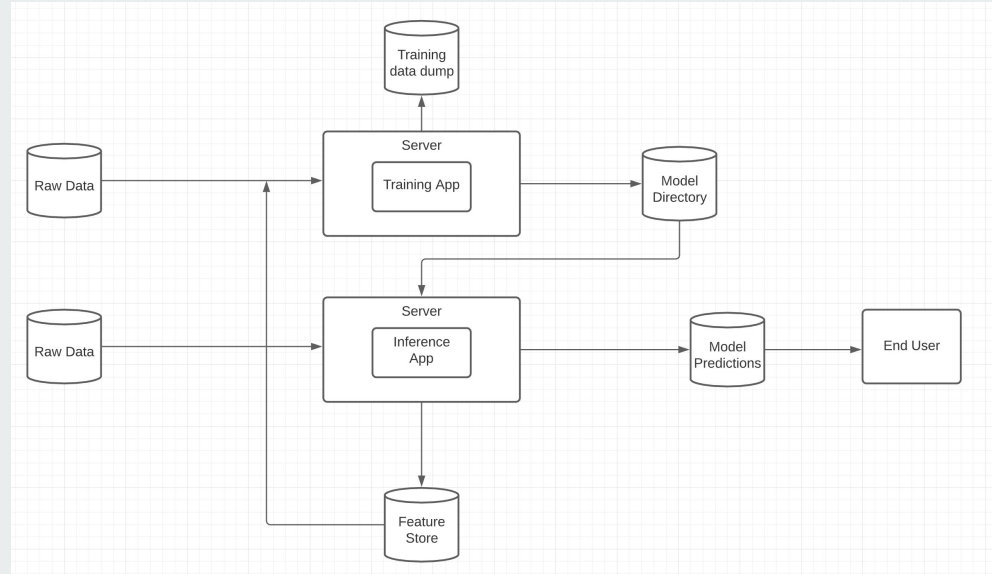 Training
data dump
Server
Raw Data
Training App
Model
Directory
Server
Raw Data
Inference
App
Model
Predictions
End User
Feature
Store